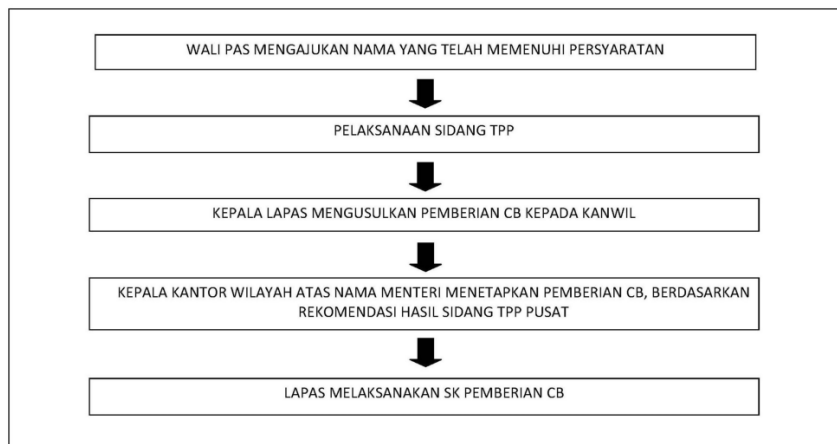 WALI PAS MENGAJUKAN NAMA YANG TELAH MEMENUHI PERSYARATAN
PELAKSANAAN SIDANG TPP
KEPALA LAPAS MENGUSULKAN PEMBERIAN CB KEPADA KANWIL
KEPALA KANTOR WILAYAH ATAS NAMA MENTERI MENETAPKAN PEMBERIAN CB, BERDASARKAN
REKOMENDASI HASIL SIDANG TPP PUSAT
LAPAS MELAKSANAKAN SK PEMBERIAN CB